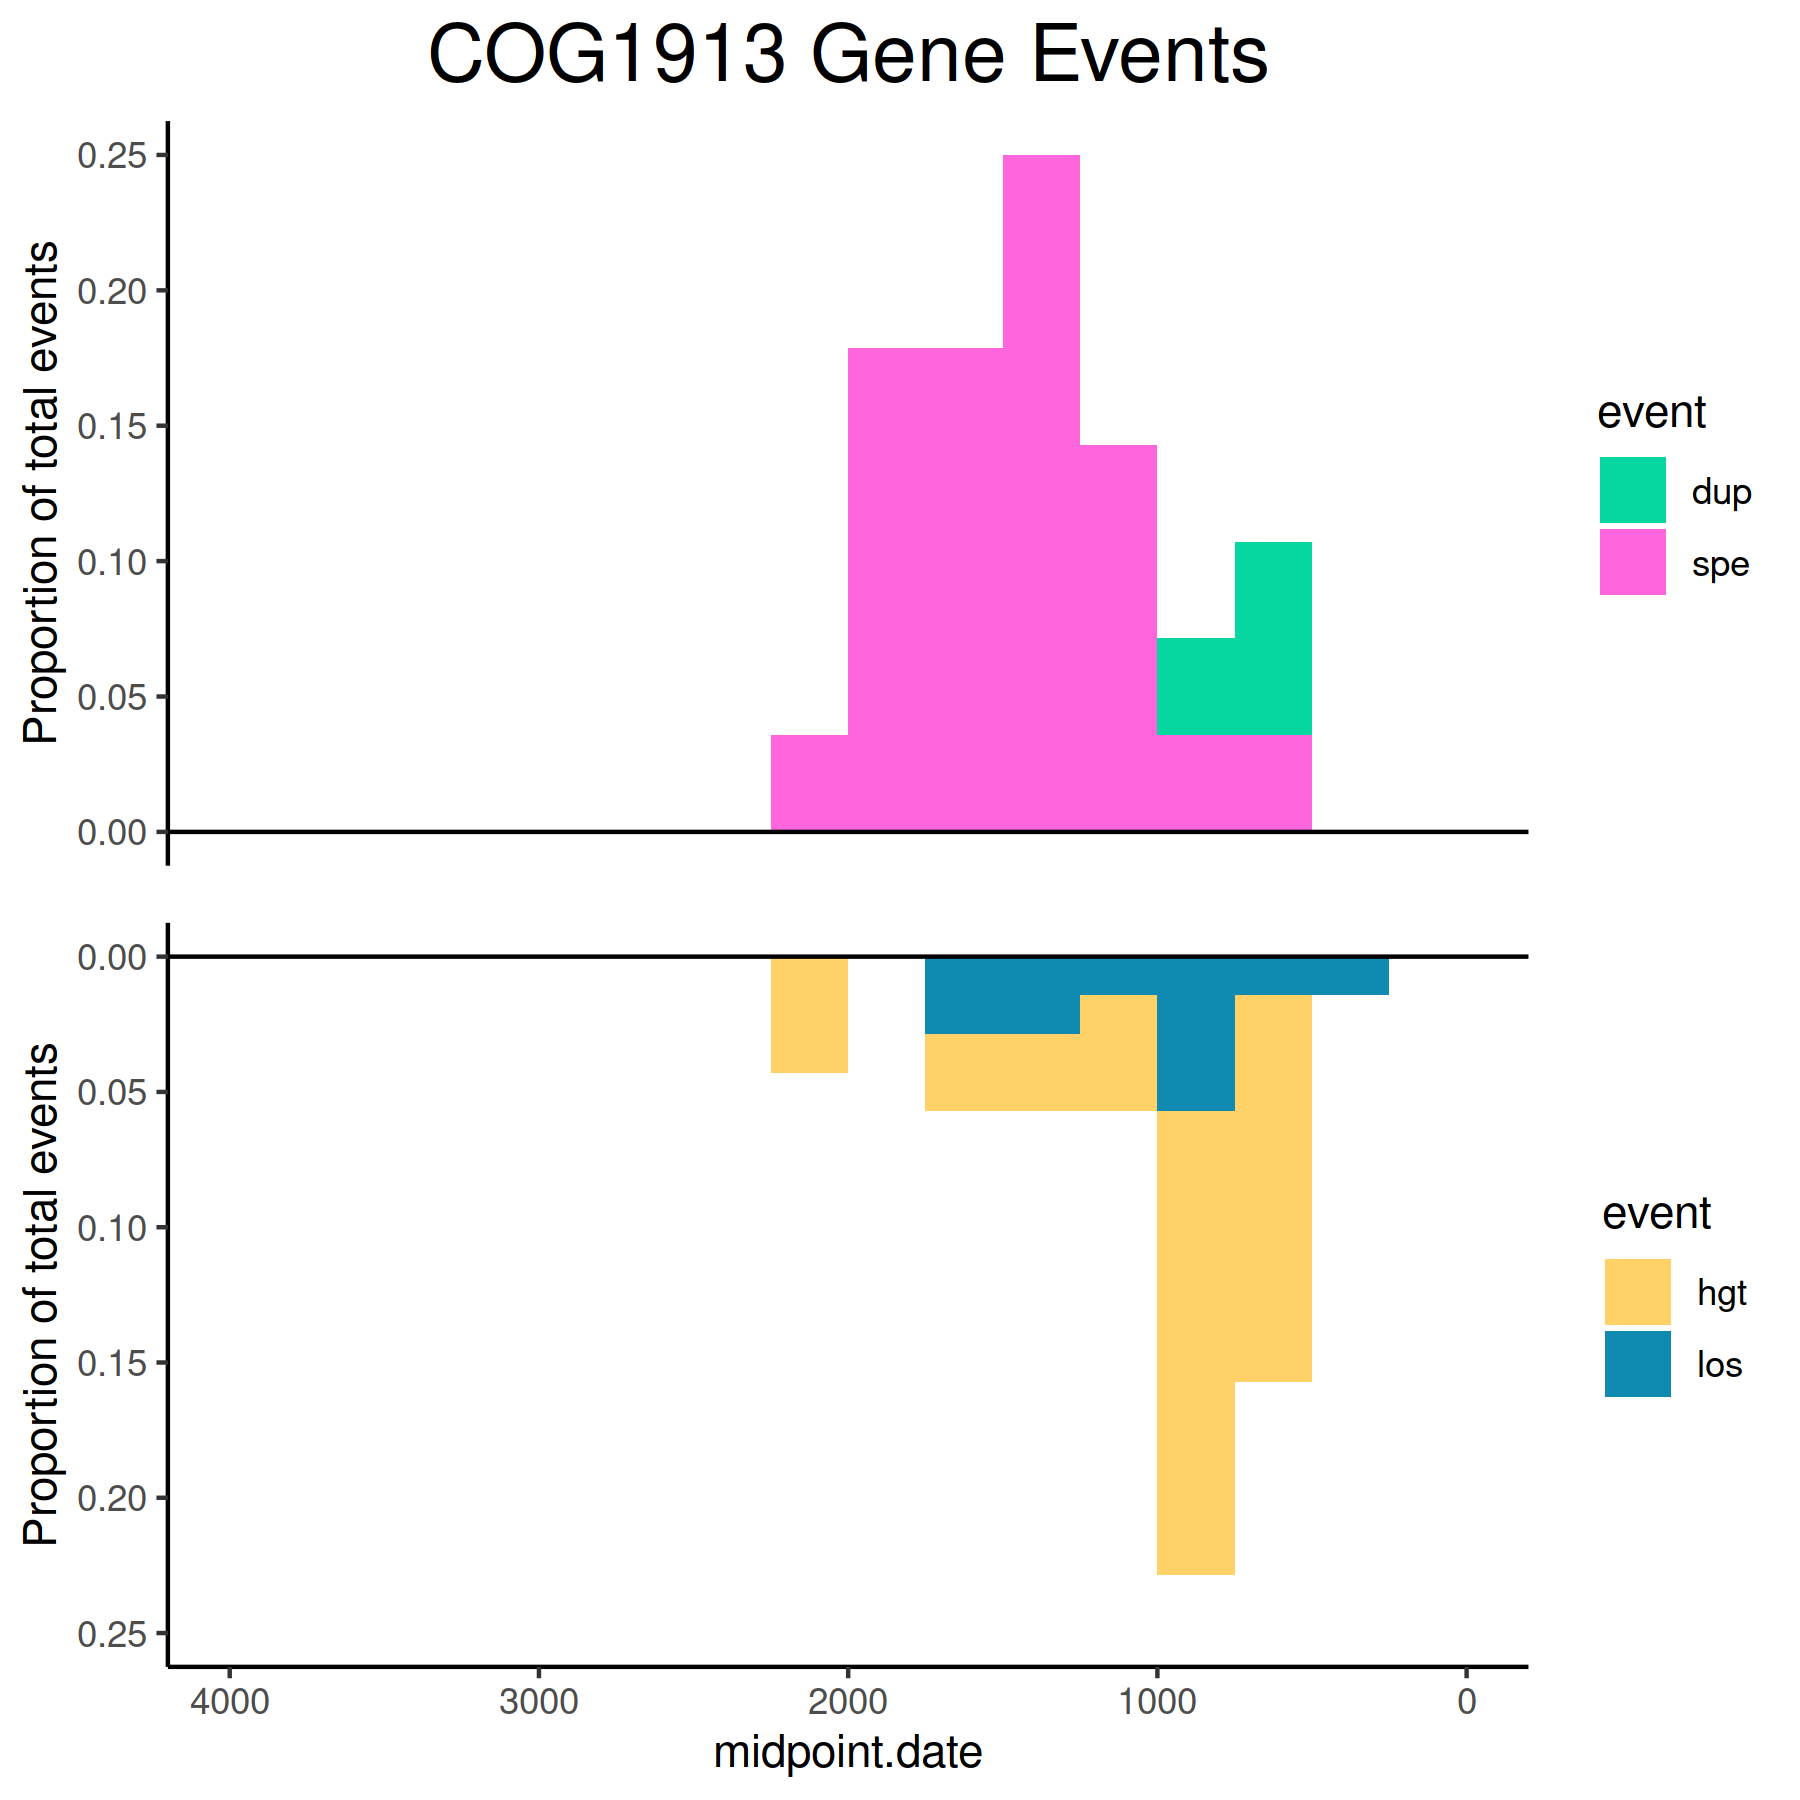 COG1913 Gene Events
Proportion of total events
0.25
0.20
0.15
0.10
0.05
0.00
event
dup
spe
Proportion of total events
0.00
0.05
0.10
0.15
0.20
0.25
event
hgt
los
4000 3000 2000 1000 0
midpoint.date